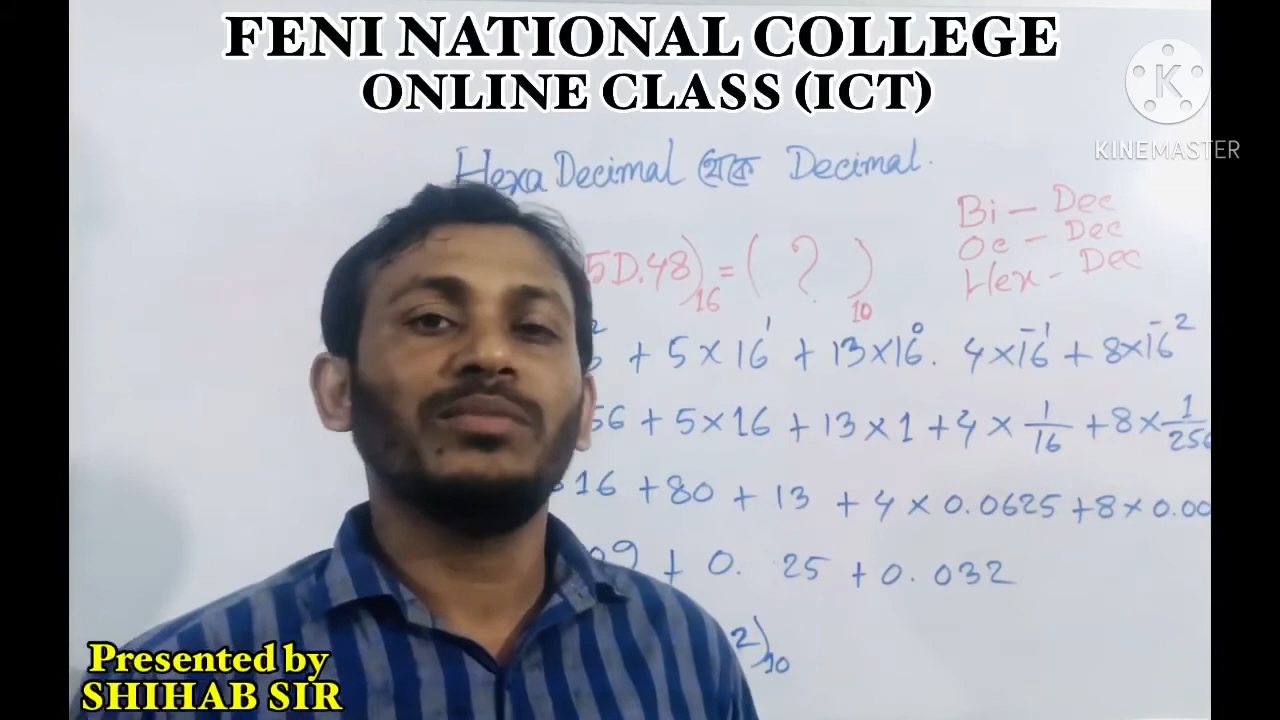 FENI NATIONAL COLLEGE
ONLINE CLASS (ICT)
K
KINEMASTER
Hexa Decimal থেকে Decimal.
Bi - Dec
Oc - Dec
Hex - Dec
5D.48)₁₆ = ( ? )₁₀
² + 5 × 16¹ + 13 × 16⁰. 4 × 16⁻¹ + 8 × 16⁻²
56 + 5 × 16 + 13 × 1 + 4 × 1/16 + 8 × 1/256
16 + 80 + 13 + 4 × 0.0625 + 8 × 0.00
09 + 0. 25 + 0.032
2)₁₀
Presented by
SHIHAB SIR